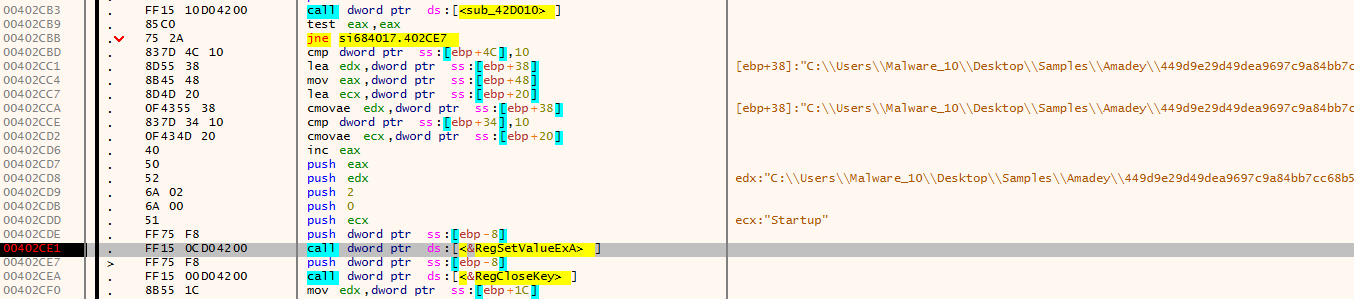 00402CB3 . FF15 10D04200 call dword ptr ds:[<sub_42D010>]
00402CB9 . 85C0 test eax,eax
00402CBB . 75 2A jne si684017.402CE7
00402CBD . 837D 4C 10 cmp dword ptr ss:[ebp+4C],10
00402CC1 . 8D55 38 lea edx,dword ptr ss:[ebp+38] [ebp+38]:"C:\\Users\\Malware_10\\Desktop\\Samples\\Amadey\\449d9e29d49dea9697c9a84bb7c
00402CC4 . 8B45 48 mov eax,dword ptr ss:[ebp+48]
00402CC7 . 8D4D 20 lea ecx,dword ptr ss:[ebp+20]
00402CCA . 0F4355 38 cmovae edx,dword ptr ss:[ebp+38] [ebp+38]:"C:\\Users\\Malware_10\\Desktop\\Samples\\Amadey\\449d9e29d49dea9697c9a84bb7c
00402CCE . 837D 34 10 cmp dword ptr ss:[ebp+34],10
00402CD2 . 0F434D 20 cmovae ecx,dword ptr ss:[ebp+20]
00402CD6 . 40 inc eax
00402CD7 . 50 push eax
00402CD8 . 52 push edx edx:"C:\\Users\\Malware_10\\Desktop\\Samples\\Amadey\\449d9e29d49dea9697c9a84bb7cc68b5
00402CD9 . 6A 02 push 2
00402CDB . 6A 00 push 0
00402CDD . 51 push ecx ecx:"Startup"
00402CDE . FF75 F8 push dword ptr ss:[ebp-8]
00402CE1 . FF15 0CD04200 call dword ptr ds:[<&RegSetValueExA>]
00402CE7 > FF75 F8 push dword ptr ss:[ebp-8]
00402CEA . FF15 00D04200 call dword ptr ds:[<&RegCloseKey>]
00402CF0 . 8B55 1C mov edx,dword ptr ss:[ebp+1C]